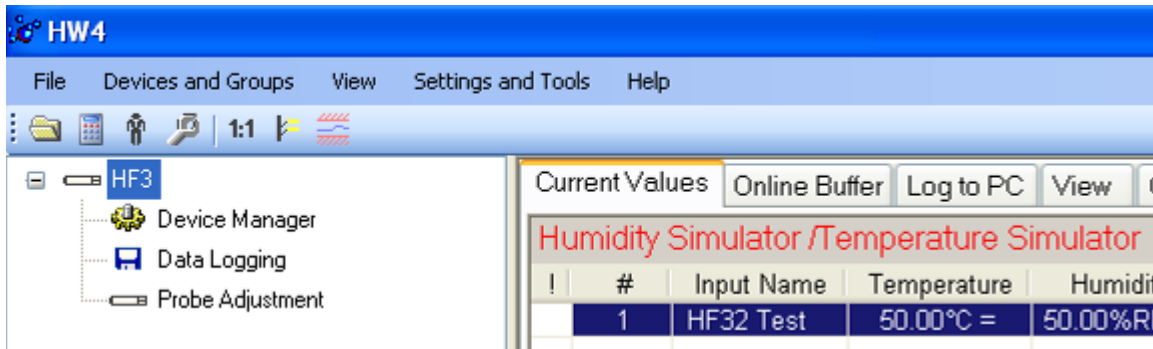 HW4
File Devices and Groups View Settings and Tools Help
1:1
HF3
Device Manager
Data Logging
Probe Adjustment
Current Values Online Buffer Log to PC View
Humidity Simulator /Temperature Simulator
! # Input Name Temperature
1 HF32 Test 50.00°C = 50.00%R